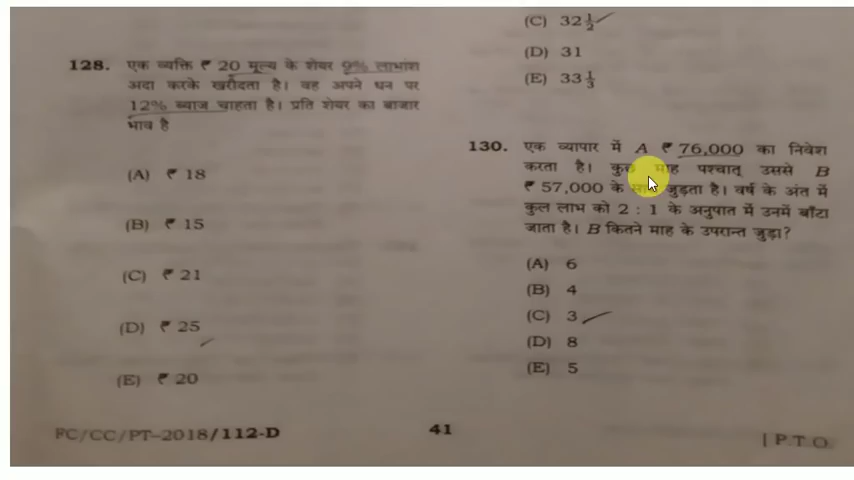 128. एक व्यक्ति ₹ 20 मूल्य के शेयर 9% लाभांश
अदा करके खरीदता है। वह अपने धन पर
12% ब्याज चाहता है। प्रति शेयर का बाजार
भाव है
(A) ₹ 18
(B) ₹ 15
(C) ₹ 21
(D) ₹ 25
(E) ₹ 20
(C) 32 1/2
(D) 31
(E) 33 1/3
130. एक व्यापार में A ₹ 76,000 का निवेश
करता है। कुछ माह पश्चात् उससे B
₹ 57,000 के साथ जुड़ता है। वर्ष के अंत में
कुल लाभ को 2 : 1 के अनुपात में उनमें बाँटा
जाता है। B कितने माह के उपरान्त जुड़ा?
(A) 6
(B) 4
(C) 3
(D) 8
(E) 5
FC/CC/PT-2018/112-D
41
[ P.T.O.